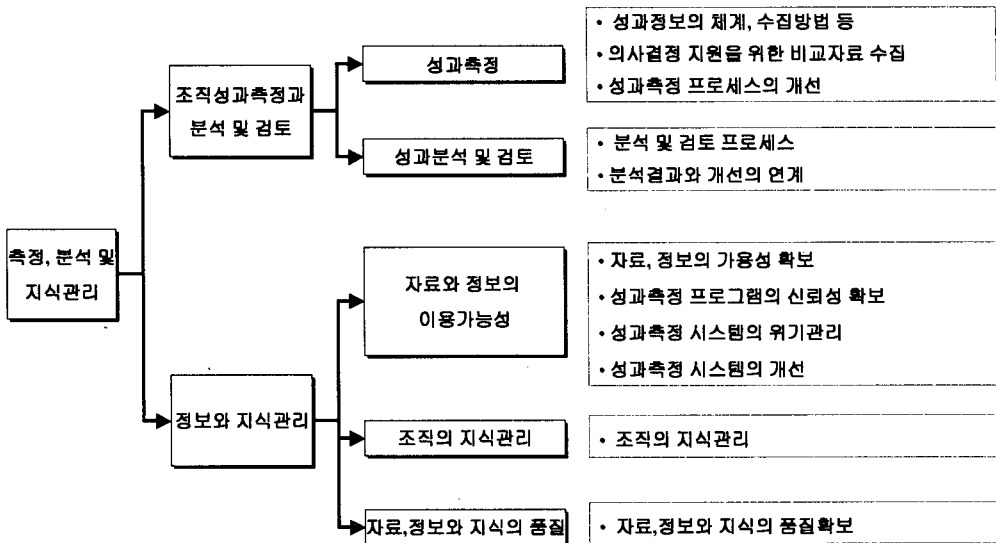 측정, 분석 및
지식관리
조직성과측정과
분석 및 검토
성과측정
• 성과정보의 체계, 수집방법 등
• 의사결정 지원을 위한 비교자료 수집
• 성과측정 프로세스의 개선
성과분석 및 검토
• 분석 및 검토 프로세스
• 분석결과와 개선의 연계
정보와 지식관리
자료와 정보의
이용가능성
• 자료, 정보의 가용성 확보
• 성과측정 프로그램의 신뢰성 확보
• 성과측정 시스템의 위기관리
• 성과측정 시스템의 개선
조직의 지식관리
• 조직의 지식관리
자료,정보와 지식의 품질
• 자료,정보와 지식의 품질확보